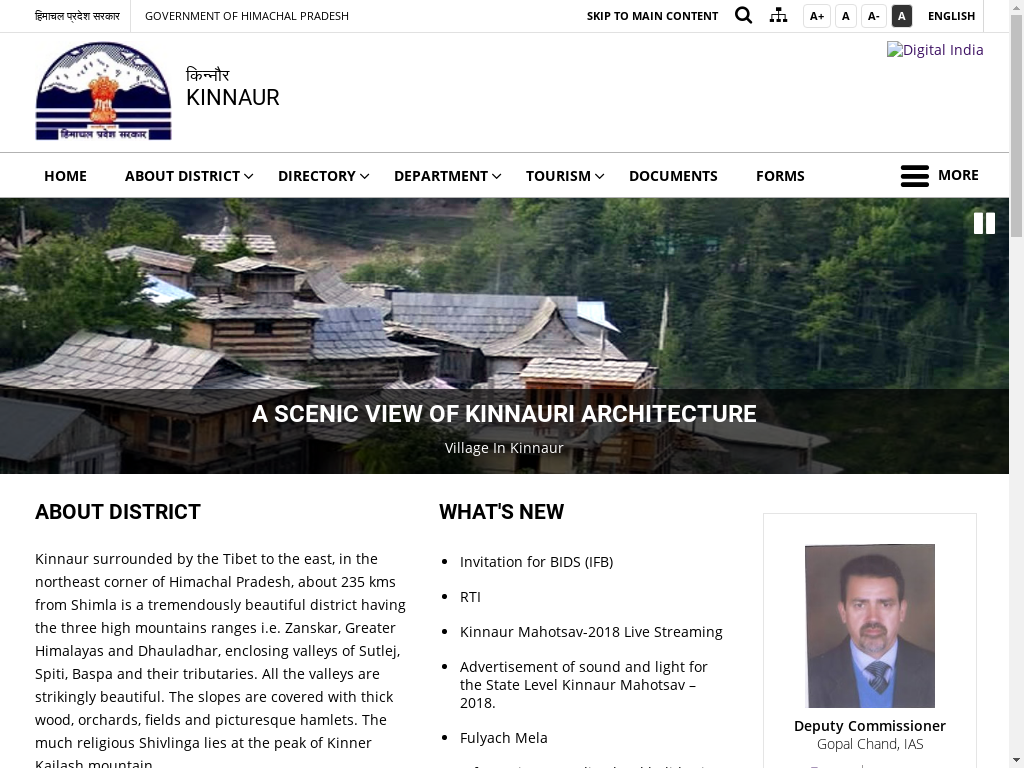 हिमाचल प्रदेश सरकार
GOVERNMENT OF HIMACHAL PRADESH
SKIP TO MAIN CONTENT
A+
A
A-
A
ENGLISH
हिमाचल प्रदेश सरकार
किन्नौर
KINNAUR
Digital India
HOME
ABOUT DISTRICT
DIRECTORY
DEPARTMENT
TOURISM
DOCUMENTS
FORMS
MORE
A SCENIC VIEW OF KINNAURI ARCHITECTURE
Village In Kinnaur
ABOUT DISTRICT
Kinnaur surrounded by the Tibet to the east, in the
northeast corner of Himachal Pradesh, about 235 kms
from Shimla is a tremendously beautiful district having
the three high mountains ranges i.e. Zanskar, Greater
Himalayas and Dhauladhar, enclosing valleys of Sutlej,
Spiti, Baspa and their tributaries. All the valleys are
strikingly beautiful. The slopes are covered with thick
wood, orchards, fields and picturesque hamlets. The
much religious Shivlinga lies at the peak of Kinner
Kailash mountain.
WHAT'S NEW
Invitation for BIDS (IFB)
RTI
Kinnaur Mahotsav-2018 Live Streaming
Advertisement of sound and light for
the State Level Kinnaur Mahotsav –
2018.
Fulyach Mela
Deputy Commissioner
Gopal Chand, IAS